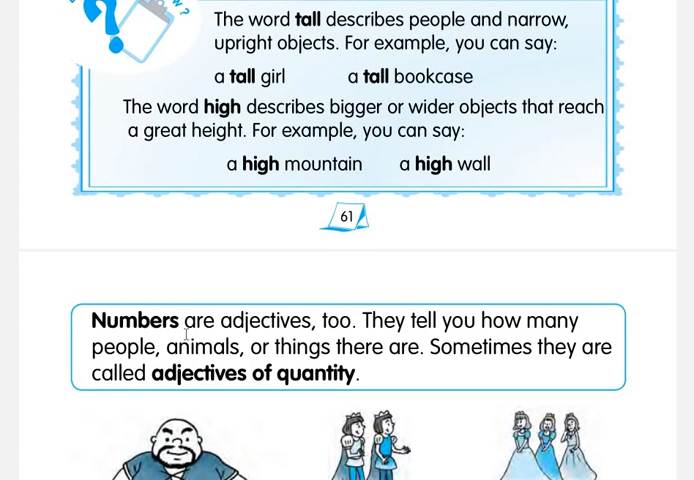 The word tall describes people and narrow,
upright objects. For example, you can say:
a tall girl a tall bookcase
The word high describes bigger or wider objects that reach
a great height. For example, you can say:
a high mountain a high wall
61
Numbers are adjectives, too. They tell you how many
people, animals, or things there are. Sometimes they are
called adjectives of quantity.